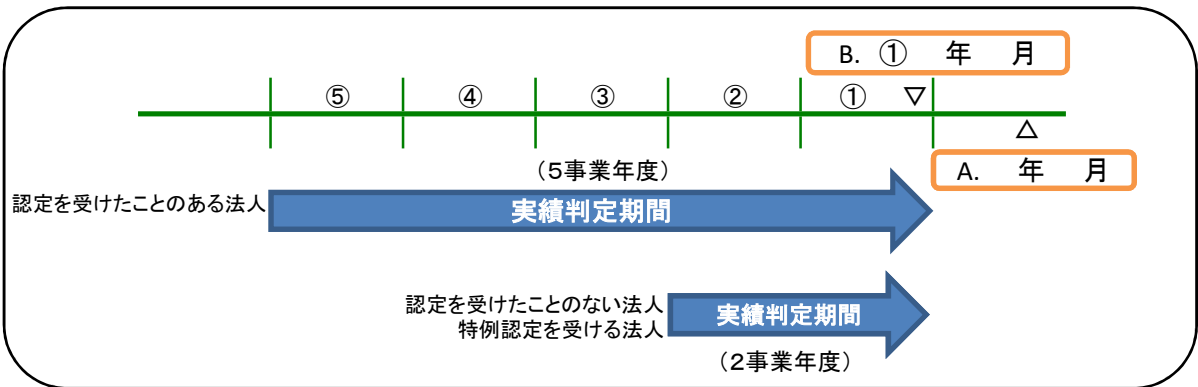 B. ① 年 月
⑤ ④ ③ ② ① ▽
△
A. 年 月
(5事業年度)
認定を受けたことのある法人
実績判定期間
認定を受けたことのない法人
特例認定を受ける法人
実績判定期間
(2事業年度)